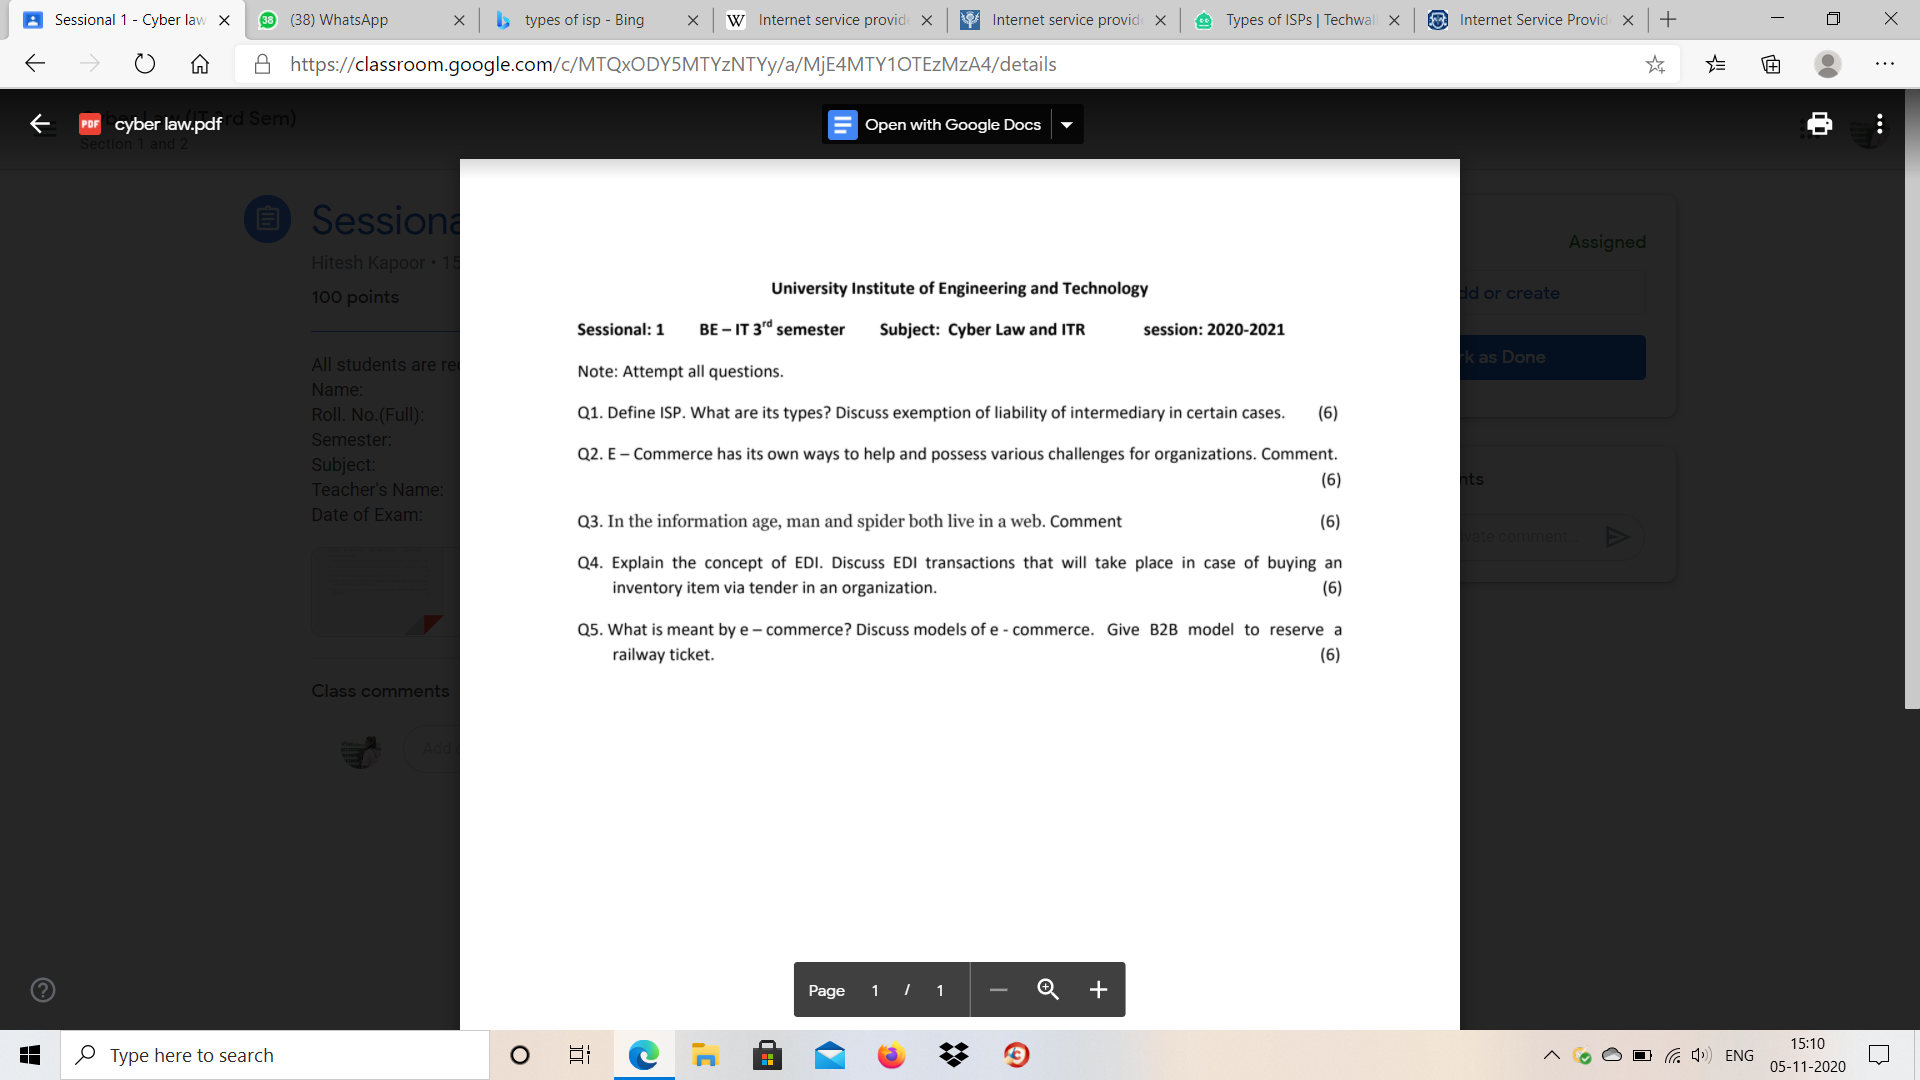 Sessional 1 - Cyber law
(38) WhatsApp
types of isp - Bing
Internet service provide
Internet service provide
Types of ISPs | Techwal
Internet Service Provid
https://classroom.google.com/c/MTQxODY5MTYzNTYy/a/MjE4MTY1OTEzMzA4/details
PDF cyber law.pdf
Section 1 and 2
Open with Google Docs
Sessiona
Hitesh Kapoor • 15
100 points
Assigned
dd or create
rk as Done
All students are re
Name:
Roll. No.(Full):
Semester:
Subject:
Teacher's Name:
Date of Exam:
nts
vate comment...
Class comments
Add
University Institute of Engineering and Technology
Sessional: 1 BE – IT 3rd semester Subject: Cyber Law and ITR session: 2020-2021
Note: Attempt all questions.
Q1. Define ISP. What are its types? Discuss exemption of liability of intermediary in certain cases. (6)
Q2. E – Commerce has its own ways to help and possess various challenges for organizations. Comment.
(6)
Q3. In the information age, man and spider both live in a web. Comment (6)
Q4. Explain the concept of EDI. Discuss EDI transactions that will take place in case of buying an
inventory item via tender in an organization. (6)
Q5. What is meant by e – commerce? Discuss models of e - commerce. Give B2B model to reserve a
railway ticket. (6)
Page 1 / 1
Type here to search
ENG
15:10
05-11-2020